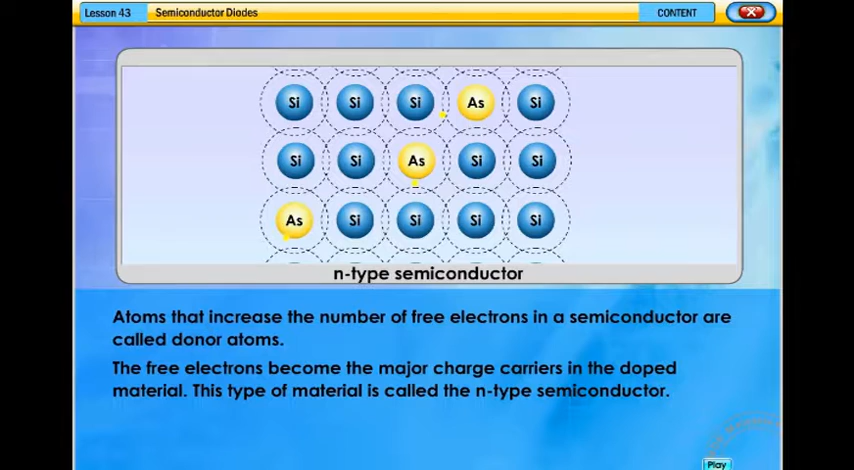 Lesson 43 Semiconductor Diodes CONTENT
Si Si Si As Si
Si Si As Si Si
As Si Si Si Si
n-type semiconductor
Atoms that increase the number of free electrons in a semiconductor are
called donor atoms.
The free electrons become the major charge carriers in the doped
material. This type of material is called the n-type semiconductor.
Play